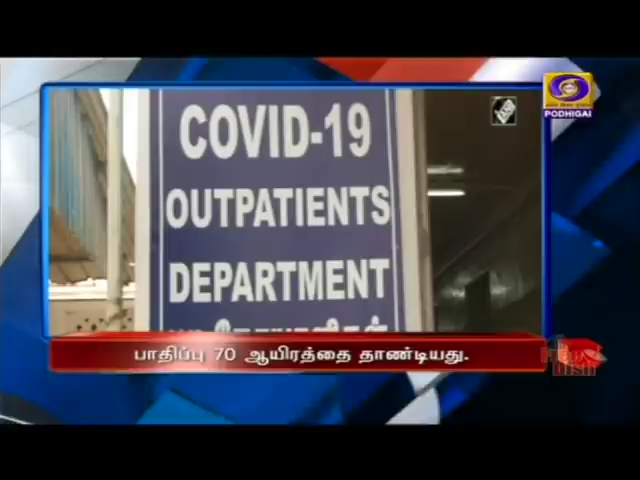 PODHIGAI
COVID-19
OUTPATIENTS
DEPARTMENT
பாதிப்பு 70 ஆயிரத்தை தாண்டியது.